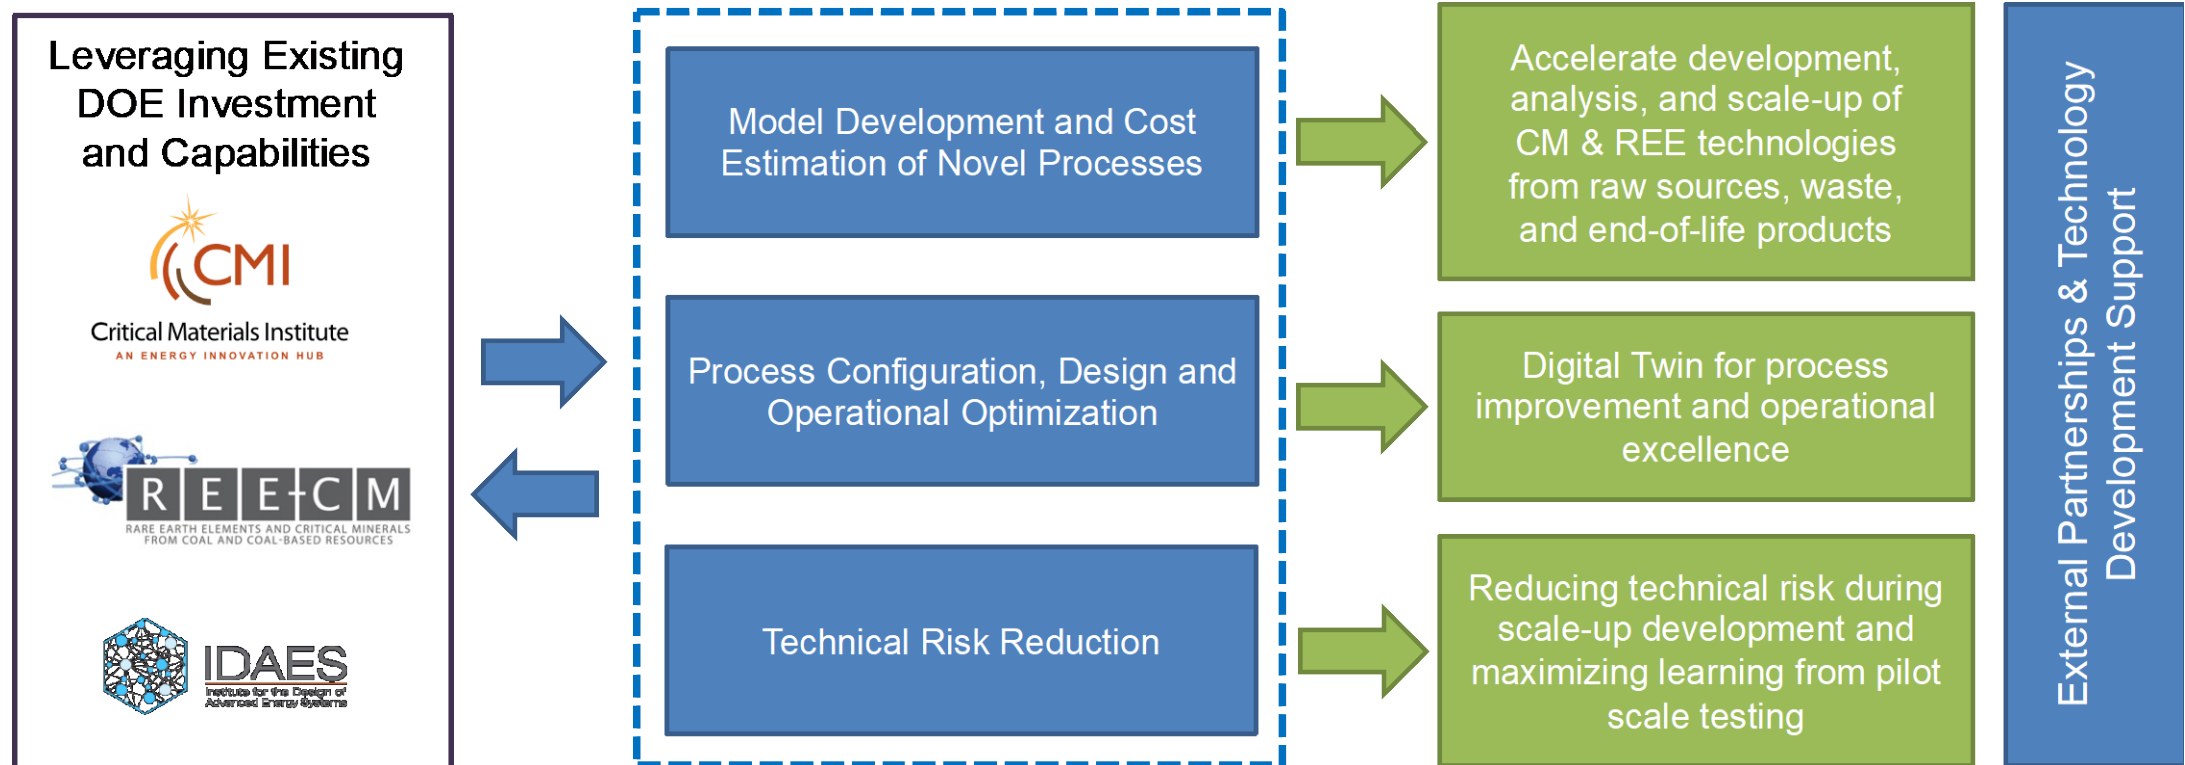 Leveraging Existing
DOE Investment
and Capabilities
CMI
Critical Materials Institute
AN ENERGY INNOVATION HUB
REE+CM
RARE EARTH ELEMENTS AND CRITICAL MINERALS
FROM COAL AND COAL-BASED RESOURCES
IDAES
Institute for the Design of
Advanced Energy Systems
Model Development and Cost
Estimation of Novel Processes
Process Configuration, Design and
Operational Optimization
Technical Risk Reduction
Accelerate development,
analysis, and scale-up of
CM & REE technologies
from raw sources, waste,
and end-of-life products
Digital Twin for process
improvement and operational
excellence
Reducing technical risk during
scale-up development and
maximizing learning from pilot
scale testing
External Partnerships & Technology
Development Support